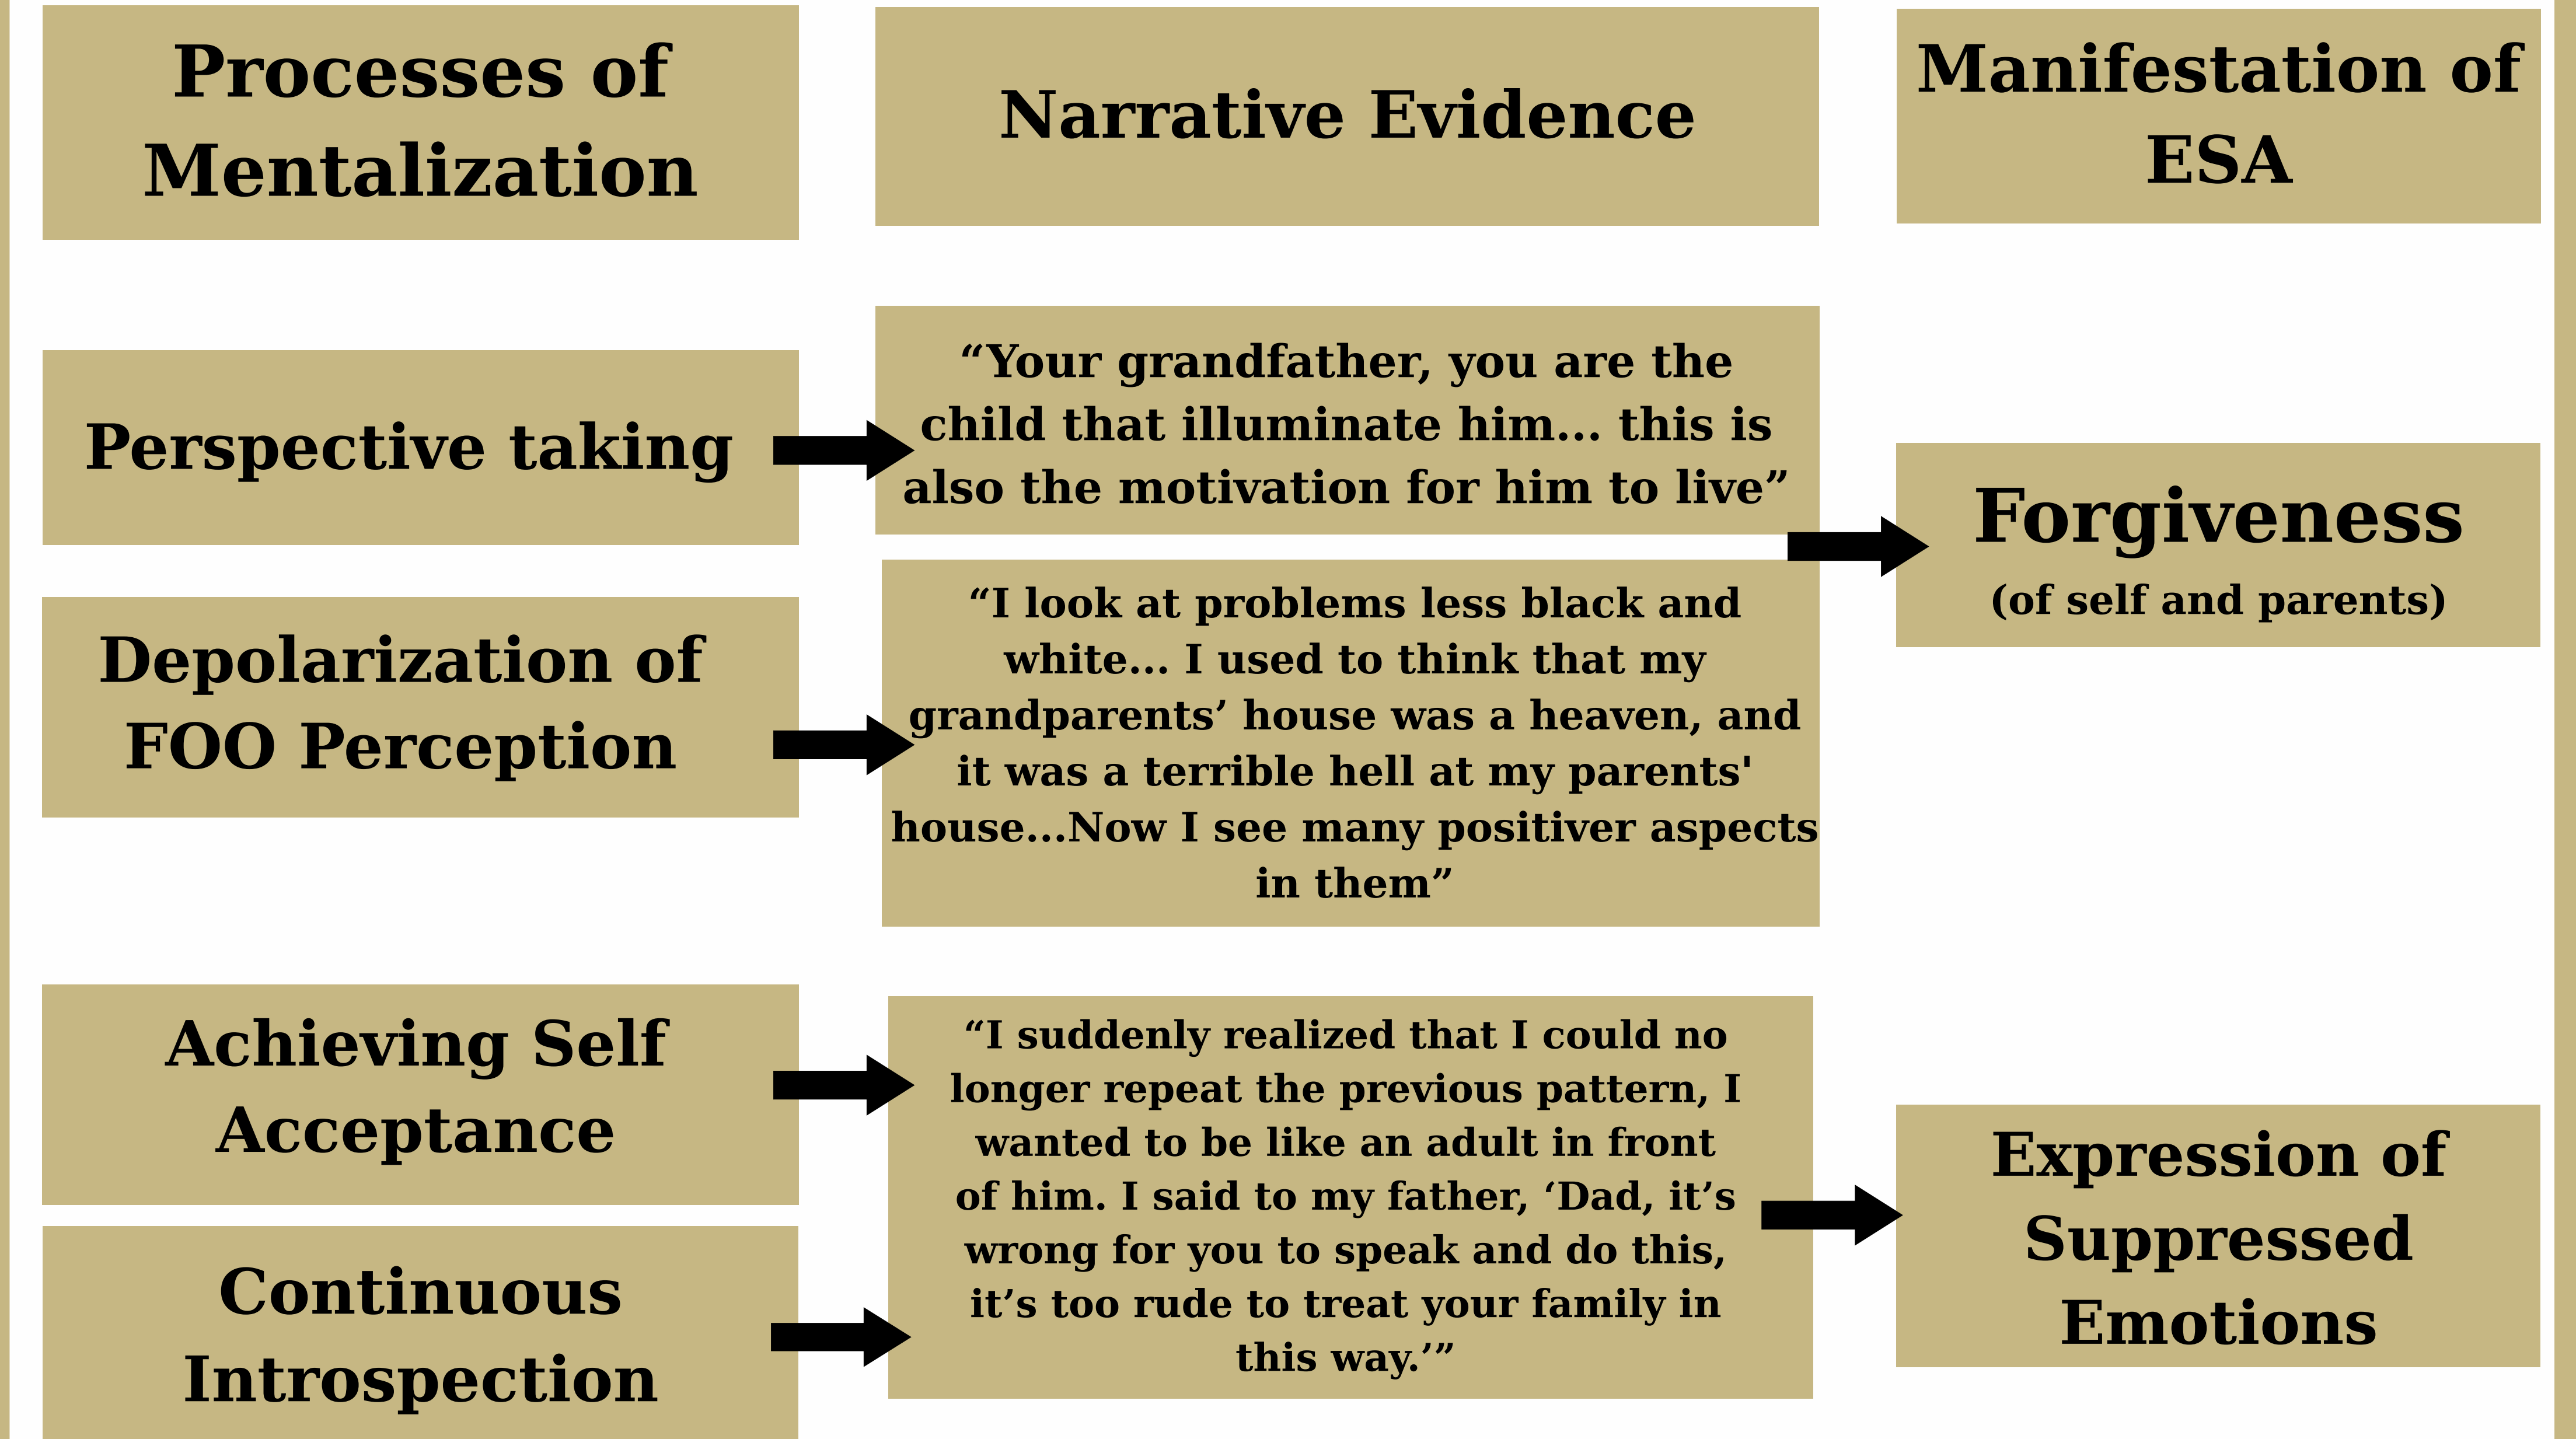 Processes of
Mentalization
Narrative Evidence
Manifestation of
ESA
Perspective taking
“Your grandfather, you are the
child that illuminate him... this is
also the motivation for him to live”
Forgiveness
(of self and parents)
Depolarization of
FOO Perception
“I look at problems less black and
white... I used to think that my
grandparents’ house was a heaven, and
it was a terrible hell at my parents'
house...Now I see many positiver aspects
in them”
Achieving Self
Acceptance
Continuous
Introspection
“I suddenly realized that I could no
longer repeat the previous pattern, I
wanted to be like an adult in front
of him. I said to my father, ‘Dad, it’s
wrong for you to speak and do this,
it’s too rude to treat your family in
this way.’”
Expression of
Suppressed
Emotions